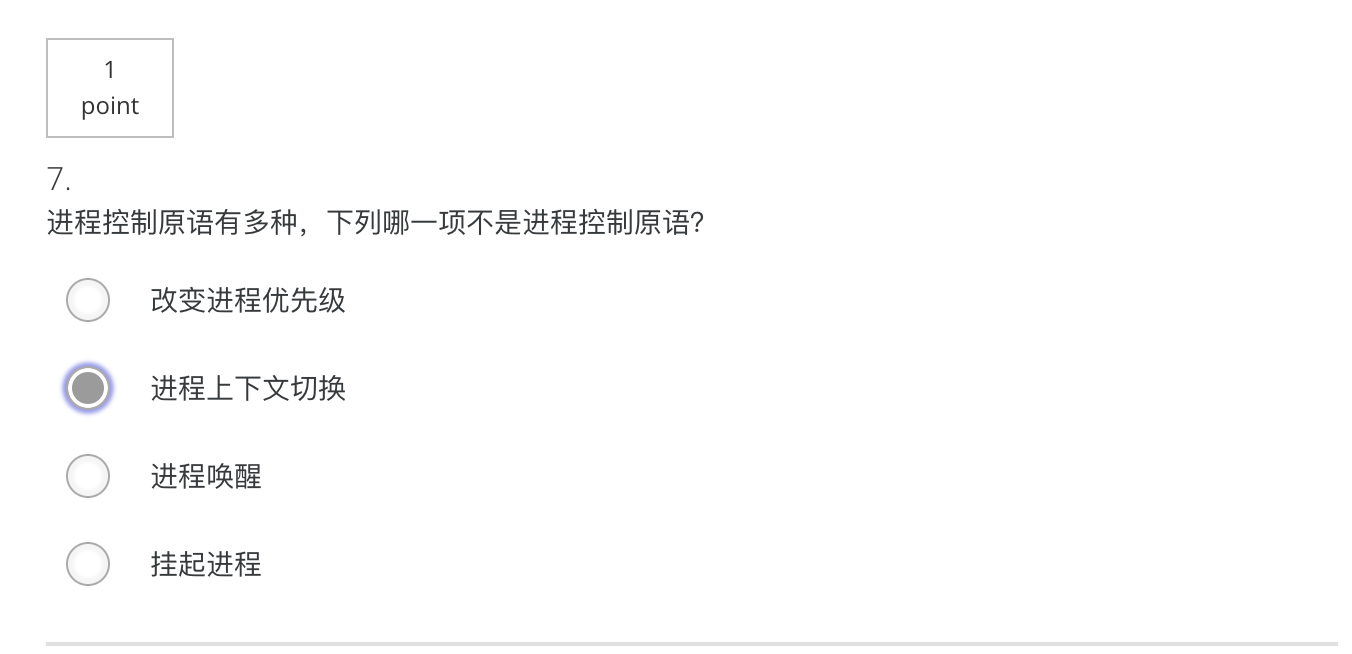 1
point
7.
进程控制原语有多种，下列哪一项不是进程控制原语?
改变进程优先级
进程上下文切换
进程唤醒
挂起进程